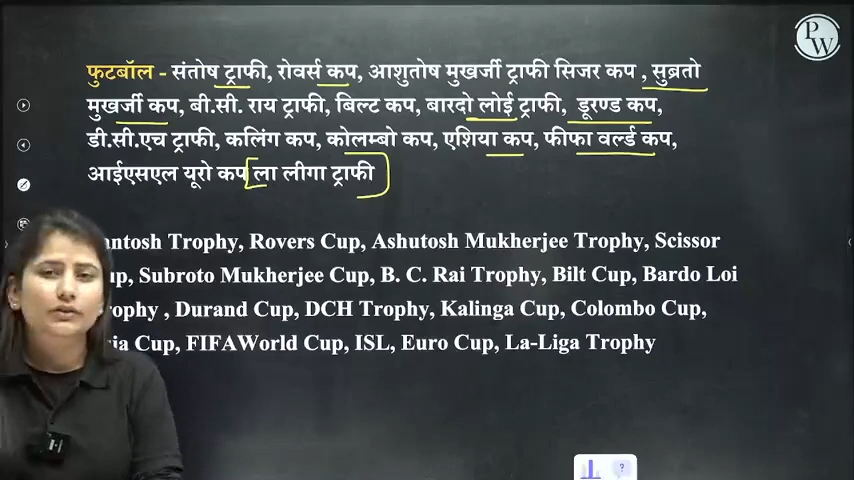 PW
फुटबॉल - संतोष ट्राफी, रोवर्स कप, आशुतोष मुखर्जी ट्राफी सिजर कप , सुब्रतो
मुखर्जी कप, बी.सी. राय ट्राफी, बिल्ट कप, बारदो लोई ट्राफी, डूरण्ड कप,
डी.सी.एच ट्राफी, कलिंग कप, कोलम्बो कप, एशिया कप, फीफा वर्ल्ड कप,
आईएसएल यूरो कप ला लीगा ट्राफी
Trophy, Rovers Cup, Ashutosh Mukherjee Trophy, Scissor
Subroto Mukherjee Cup, B. C. Rai Trophy, Bilt Cup, Bardo Loi
, Durand Cup, DCH Trophy, Kalinga Cup, Colombo Cup,
Cup, FIFAWorld Cup, ISL, Euro Cup, La-Liga Trophy